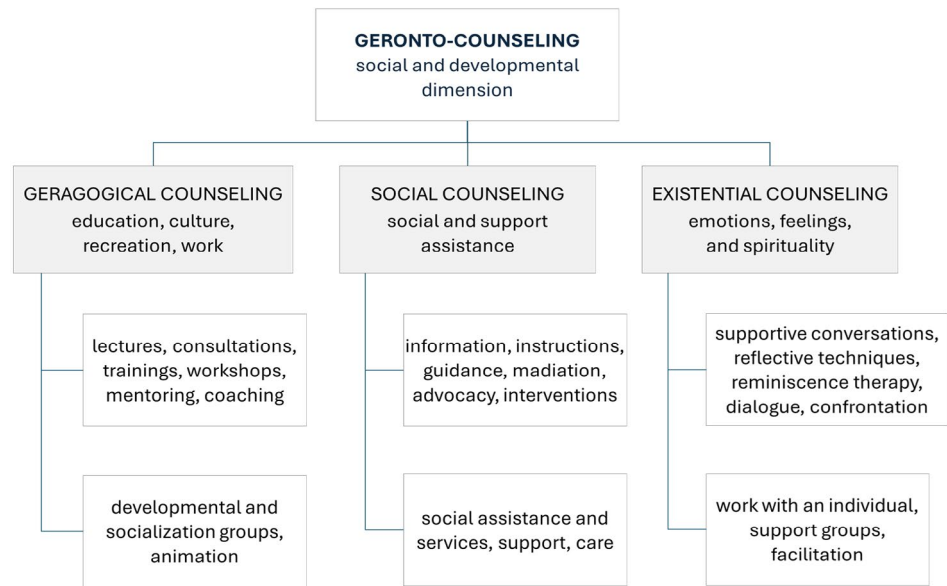 GERONTO-COUNSELING
social and developmental
dimension
GERAGOGICAL COUNSELING
education, culture,
recreation, work
SOCIAL COUNSELING
social and support
assistance
EXISTENTIAL COUNSELING
emotions, feelings,
and spirituality
lectures, consultations,
trainings, workshops,
mentoring, coaching
information, instructions,
guidance, madiation,
advocacy, interventions
supportive conversations,
reflective techniques,
reminiscence therapy,
dialogue, confrontation
developmental and
socialization groups,
animation
social assistance and
services, support, care
work with an individual,
support groups,
facilitation